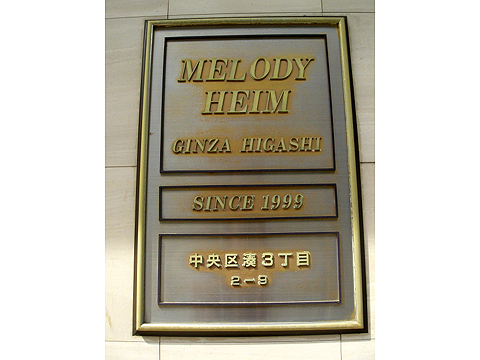 MELODY
HEIM
GINZA HIGASHI
SINCE 1999
中央区湊3丁目
2-9